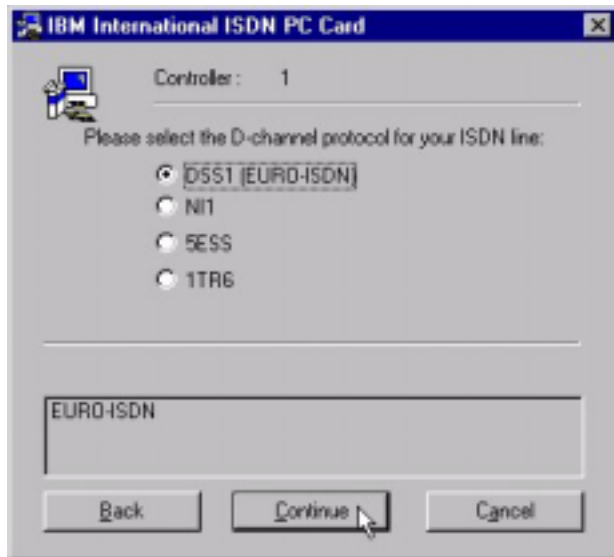 IBM International ISDN PC Card
Controller : 1
Please select the D-channel protocol for your ISDN line:
DSS1 (EURO-ISDN)
NI1
5ESS
1TR6
EURO-ISDN
Back
Continue
Cancel